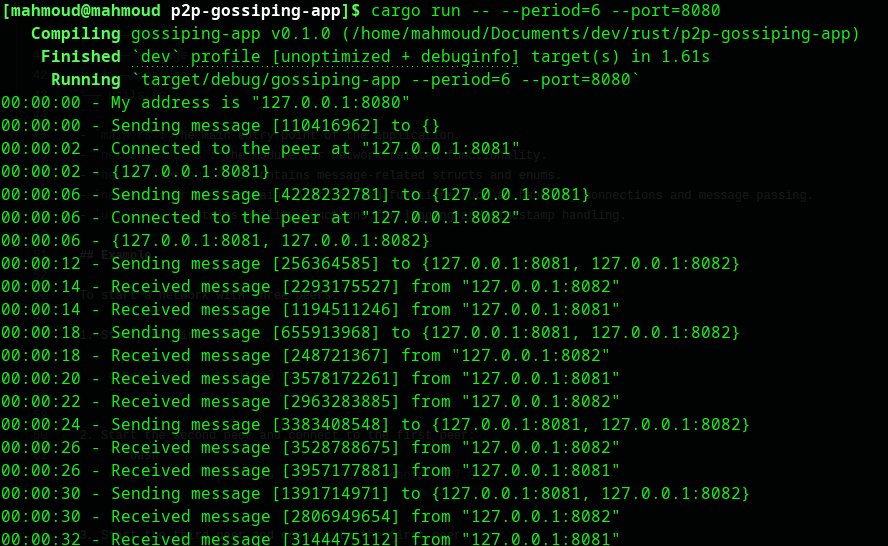 [mahmoud@mahmoud p2p-gossiping-app]$ cargo run -- --period=6 --port=8080
Compiling gossiping-app v0.1.0 (/home/mahmoud/Documents/dev/rust/p2p-gossiping-app)
Finished `dev` profile [unoptimized + debuginfo] target(s) in 1.61s
Running `target/debug/gossiping-app --period=6 --port=8080`
00:00:00 - My address is "127.0.0.1:8080"
00:00:00 - Sending message [110416962] to {}
00:00:02 - Connected to the peer at "127.0.0.1:8081"
00:00:02 - {127.0.0.1:8081}
00:00:06 - Sending message [4228232781] to {127.0.0.1:8081}
00:00:06 - Connected to the peer at "127.0.0.1:8082"
00:00:06 - {127.0.0.1:8081, 127.0.0.1:8082}
00:00:12 - Sending message [256364585] to {127.0.0.1:8081, 127.0.0.1:8082}
00:00:14 - Received message [2293175527] from "127.0.0.1:8082"
00:00:14 - Received message [1194511246] from "127.0.0.1:8081"
00:00:18 - Sending message [655913968] to {127.0.0.1:8081, 127.0.0.1:8082}
00:00:18 - Received message [248721367] from "127.0.0.1:8082"
00:00:20 - Received message [3578172261] from "127.0.0.1:8081"
00:00:22 - Received message [2963283885] from "127.0.0.1:8082"
00:00:24 - Sending message [3383408548] to {127.0.0.1:8081, 127.0.0.1:8082}
00:00:26 - Received message [3528788675] from "127.0.0.1:8082"
00:00:26 - Received message [3957177881] from "127.0.0.1:8081"
00:00:30 - Sending message [1391714971] to {127.0.0.1:8081, 127.0.0.1:8082}
00:00:30 - Received message [2806949654] from "127.0.0.1:8082"
00:00:32 - Received message [3144475112] from "127.0.0.1:8081"